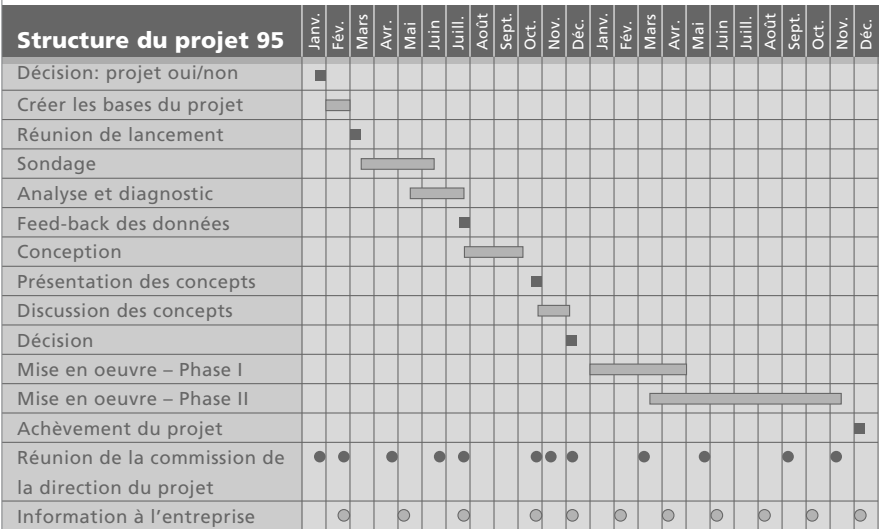 Structure du projet 95 Janv. Fév. Mars Avr. Mai Juin Juill. Août Sept. Oct. Nov. Déc. Janv. Fév. Mars Avr. Mai Juin Juill. Août Sept. Oct. Nov. Déc.
Décision: projet oui/non
Créer les bases du projet
Réunion de lancement
Sondage
Analyse et diagnostic
Feed-back des données
Conception
Présentation des concepts
Discussion des concepts
Décision
Mise en oeuvre – Phase I
Mise en oeuvre – Phase II
Achèvement du projet
Réunion de la commission de
la direction du projet
Information à l’entreprise